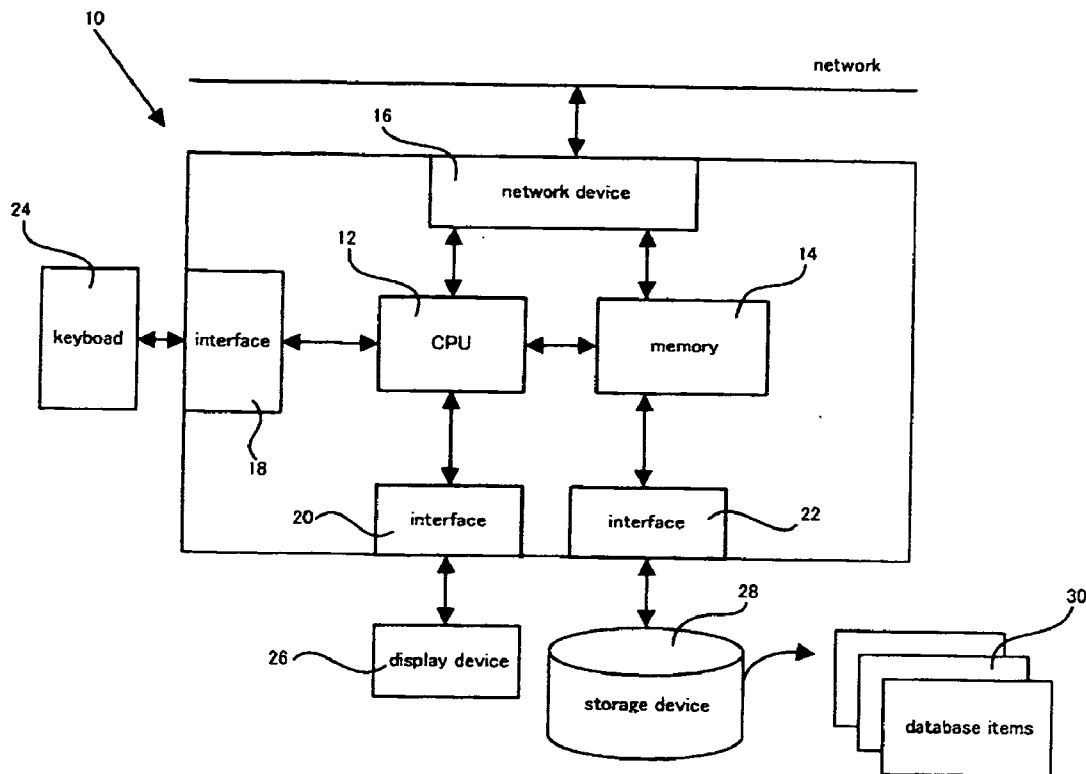 10
network
16
network device
24
12
14
keyboad
interface
CPU
memory
18
20
interface
interface
22
28
30
26
display device
storage device
database items